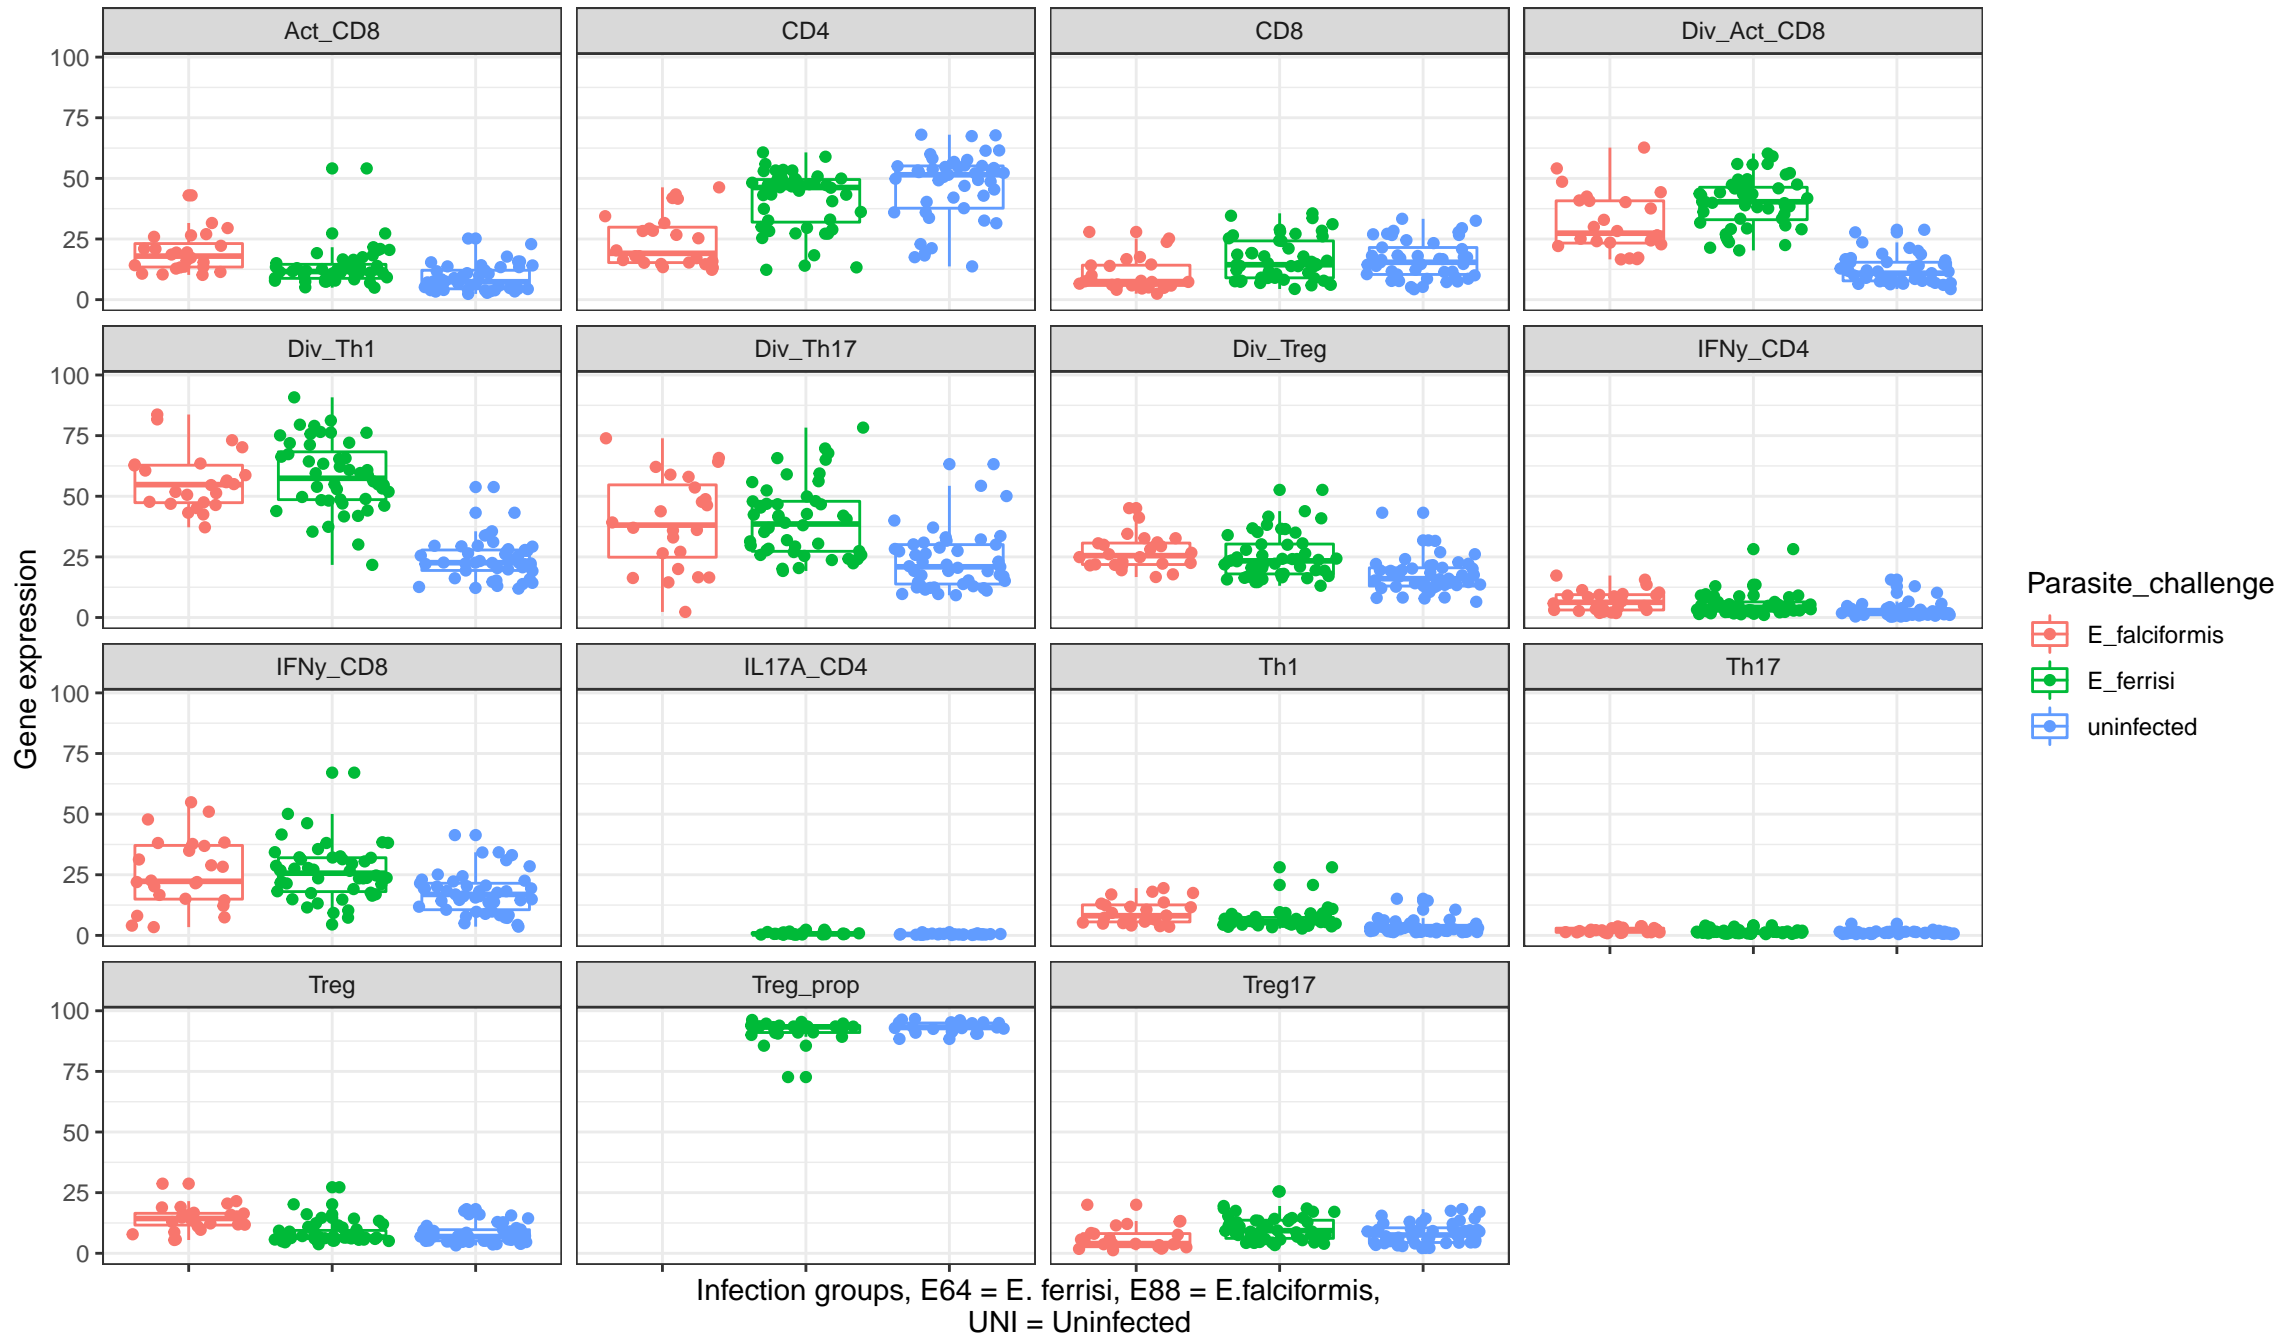 Act_CD8
CD4
CD8
Div_Act_CD8
100
75
50
25
0
Div_Th1
Div_Th17
Div_Treg
IFNy_CD4
100
75
50
25
0
IFNy_CD8
IL17A_CD4
Th1
Th17
100
75
50
25
0
Treg
Treg_prop
Treg17
100
75
50
25
0
Gene expression
Infection groups, E64 = E. ferrisi, E88 = E.falciformis,
UNI = Uninfected
Parasite_challenge
E_falciformis
E_ferrisi
uninfected